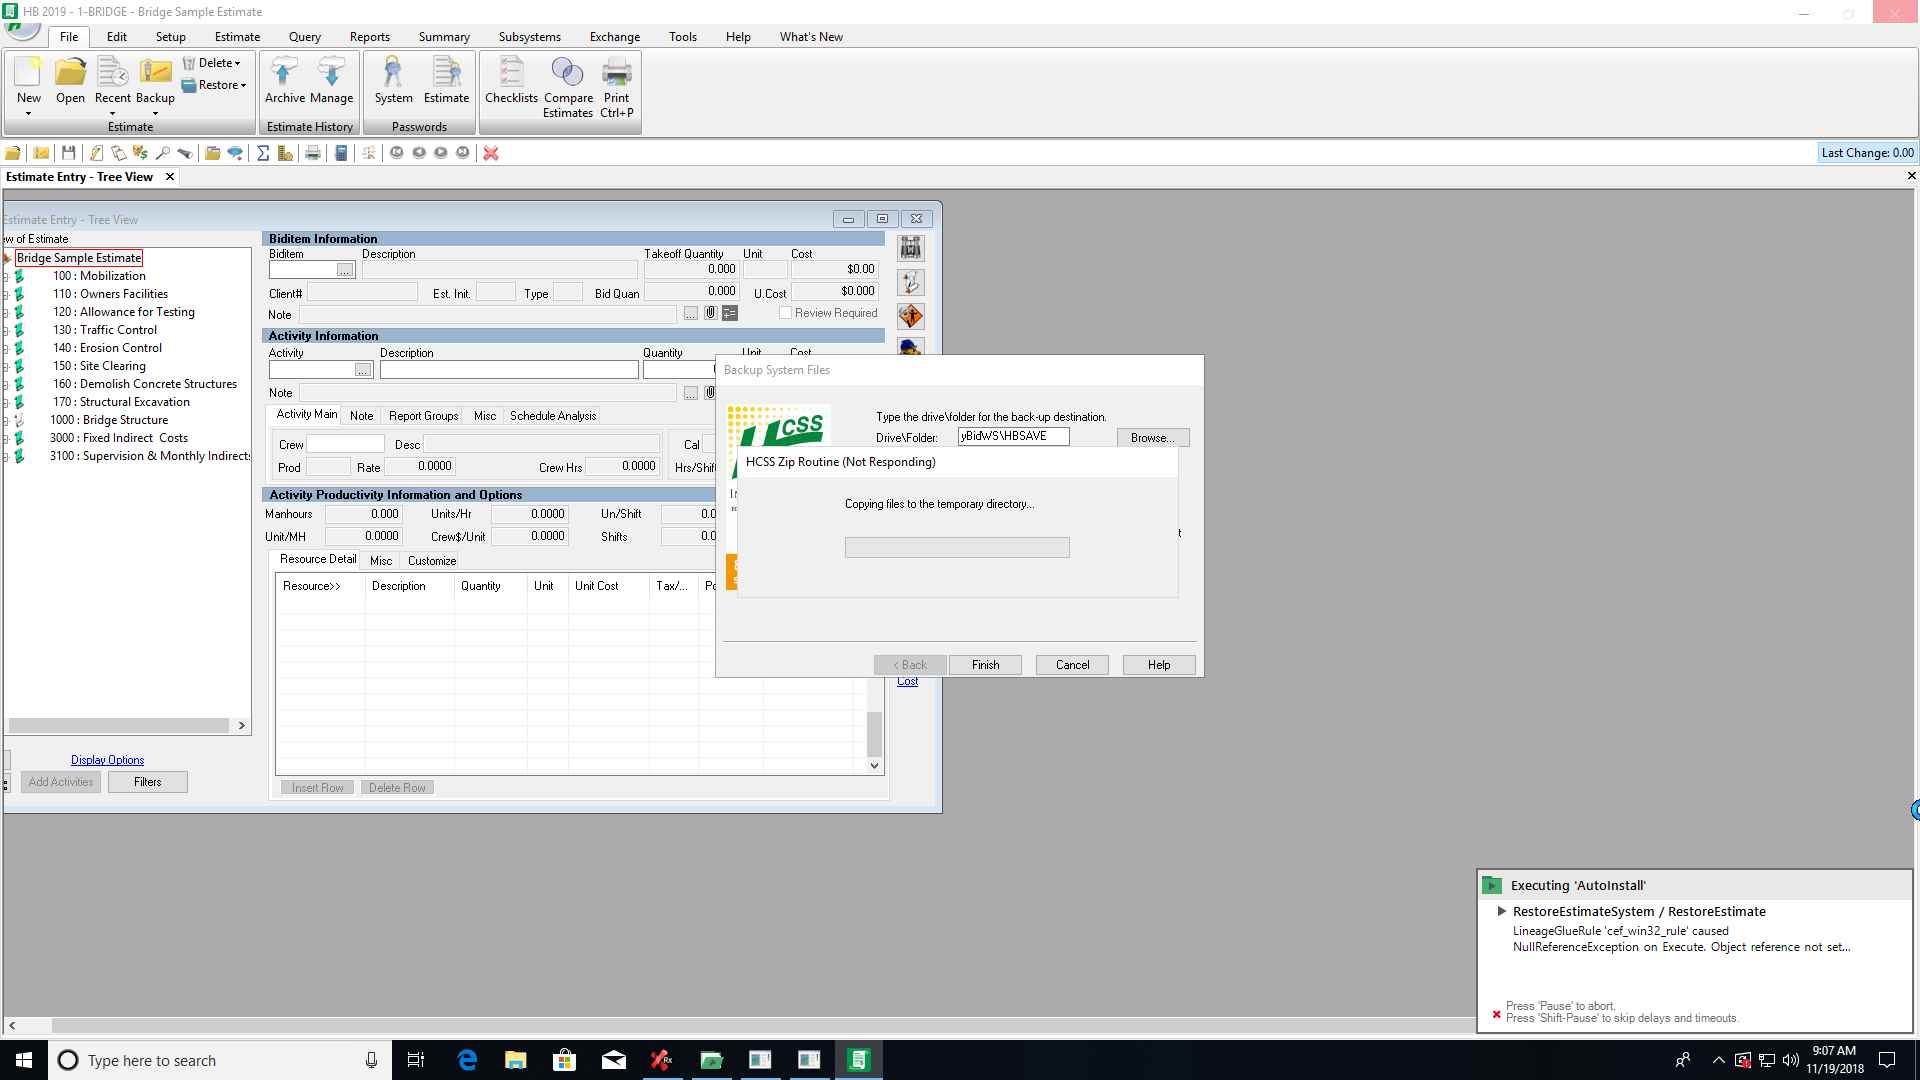 HB 2019 - 1-BRIDGE - Bridge Sample Estimate
File Edit Setup Estimate Query Reports Summary Subsystems Exchange Tools Help What's New
New Open Recent Backup Delete Restore Archive Manage System Estimate Checklists Compare Estimates Print Ctrl+P
Estimate Estimate History Passwords
Last Change: 0.00
Estimate Entry - Tree View
Estimate Entry - Tree View
ew of Estimate
Bridge Sample Estimate
100 : Mobilization
110 : Owners Facilities
120 : Allowance for Testing
130 : Traffic Control
140 : Erosion Control
150 : Site Clearing
160 : Demolish Concrete Structures
170 : Structural Excavation
1000 : Bridge Structure
3000 : Fixed Indirect Costs
3100 : Supervision & Monthly Indirects
Display Options
Add Activities Filters
Biditem Information
Biditem Description Takeoff Quantity Unit Cost
... 0.000 $0.00
Client# Est. Init. Type Bid Quan 0.000 U.Cost $0.000
Note ... Review Required
Activity Information
Activity Description Quantity Unit Cost
...
Note ...
Activity Main Note Report Groups Misc Schedule Analysis
Crew Desc Cal
Prod Rate 0.0000 Crew Hrs 0.0000 Hrs/Shif
Activity Productivity Information and Options
Manhours 0.000 Units/Hr 0.0000 Un/Shift 0.0
Unit/MH 0.0000 Crew$/Unit 0.0000 Shifts 0.0
Resource Detail Misc Customize
Resource>> Description Quantity Unit Unit Cost Tax/... Po
Insert Row Delete Row
Cost
Backup System Files
HCSS
Type the drive\folder for the back-up destination.
Drive\Folder: yBidWS\HBSAVE Browse...
HCSS Zip Routine (Not Responding)
Copying files to the temporary directory...
< Back Finish Cancel Help
Executing 'AutoInstall'
RestoreEstimateSystem / RestoreEstimate
LineageGlueRule 'cef_win32_rule' caused
NullReferenceException on Execute. Object reference not set...
Press 'Pause' to abort.
Press 'Shift-Pause' to skip delays and timeouts.
Type here to search
9:07 AM
11/19/2018